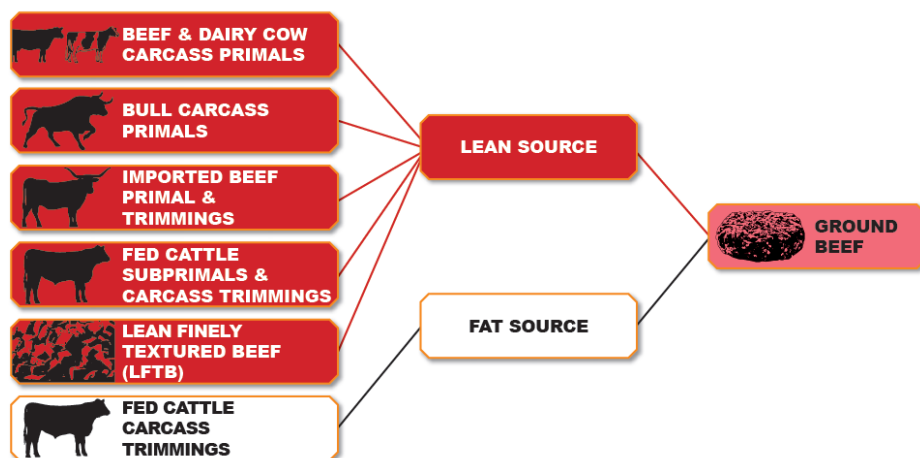 BEEF & DAIRY COW
CARCASS PRIMALS
BULL CARCASS
PRIMALS
IMPORTED BEEF
PRIMAL &
TRIMMINGS
FED CATTLE
SUBPRIMALS &
CARCASS TRIMMINGS
LEAN FINELY
TEXTURED BEEF
(LFTB)
FED CATTLE
CARCASS
TRIMMINGS
LEAN SOURCE
FAT SOURCE
GROUND
BEEF